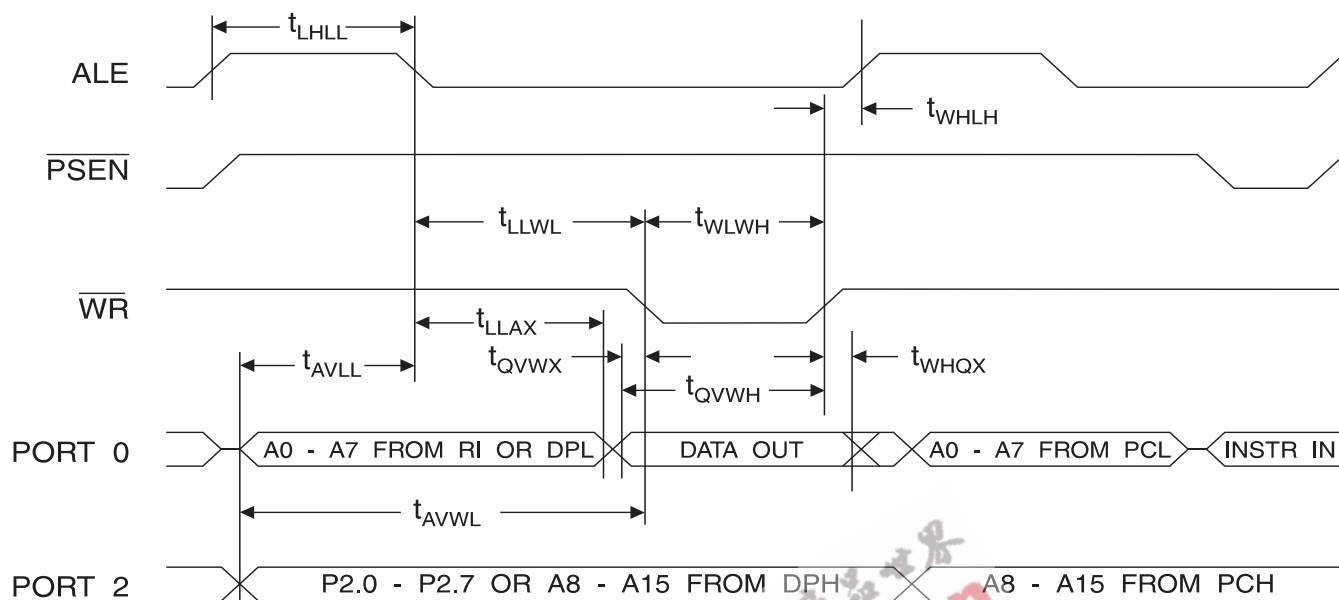 tLHLL
ALE
tWHLH
PSEN
tLLWL
tWLWH
WR
tLLAX
tQVWX
tWHQX
tAVLL
tQVWH
PORT 0
A0 - A7 FROM RI OR DPL
DATA OUT
A0 - A7 FROM PCL
INSTR IN
tAVWL
PORT 2
P2.0 - P2.7 OR A8 - A15 FROM DPH
A8 - A15 FROM PCH